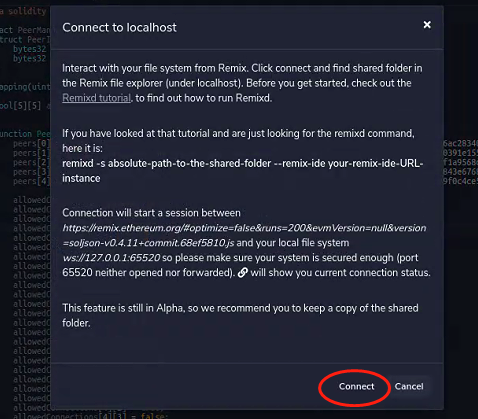 a solidity
Connect to localhost
×
act PeerMan
truct PeerI
bytes32
bytes32
Interact with your file system from Remix. Click connect and find shared folder in
the Remix file explorer (under localhost). Before you get started, check out the
Remixd tutorial, to find out how to run Remixd.
apping(uint
ool[5][5] a
If you have looked at that tutorial and are just looking for the remixd command,
here it is:
remixd -s absolute-path-to-the-shared-folder --remix-ide your-remix-ide-URL-
instance
unction Pee
peers[0]
peers[1]
peers[2]
peers[3]
peers[4]
Connection will start a session between
https://remix.ethereum.org/#optimize=false&runs=200&evmVersion=null&version
=soljson-v0.4.11+commit.68ef5810.js and your local file system
ws://127.0.0.1:65520 so please make sure your system is secured enough (port
65520 neither opened nor forwarded). will show you current connection status.
This feature is still in Alpha, so we recommend you to keep a copy of the shared
folder.
Connect Cancel
allowedConnections[4][3] = false;